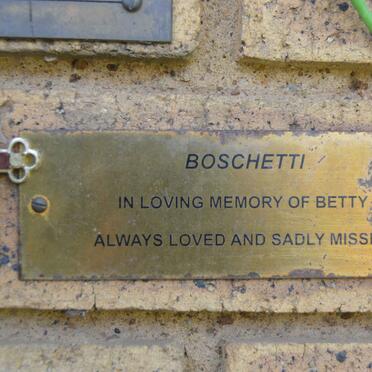 BOSCHETTI
IN LOVING MEMORY OF BETTY
ALWAYS LOVED AND SADLY MISS